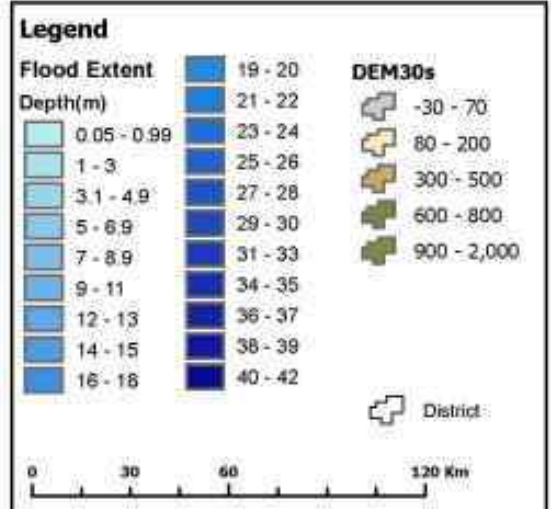 Legend
Flood Extent
Depth(m)
0.05 - 0.99
1 - 3
3.1 - 4.9
5 - 6.9
7 - 8.9
9 - 11
12 - 13
14 - 15
16 - 18
19 - 20
21 - 22
23 - 24
25 - 26
27 - 28
29 - 30
31 - 33
34 - 35
36 - 37
38 - 39
40 - 42
DEM30s
-30 - 70
80 - 200
300 - 500
600 - 800
900 - 2,000
District
0 30 60 120 Km